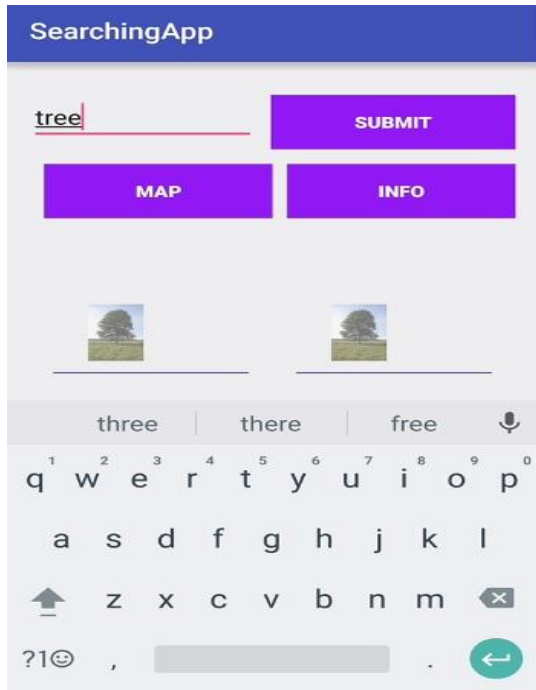 SearchingApp
tree SUBMIT
MAP INFO
three there free
1 2 3 4 5 6 7 8 9 0
q w e r t y u i o p
a s d f g h j k l
z x c v b n m
?1☺ , .